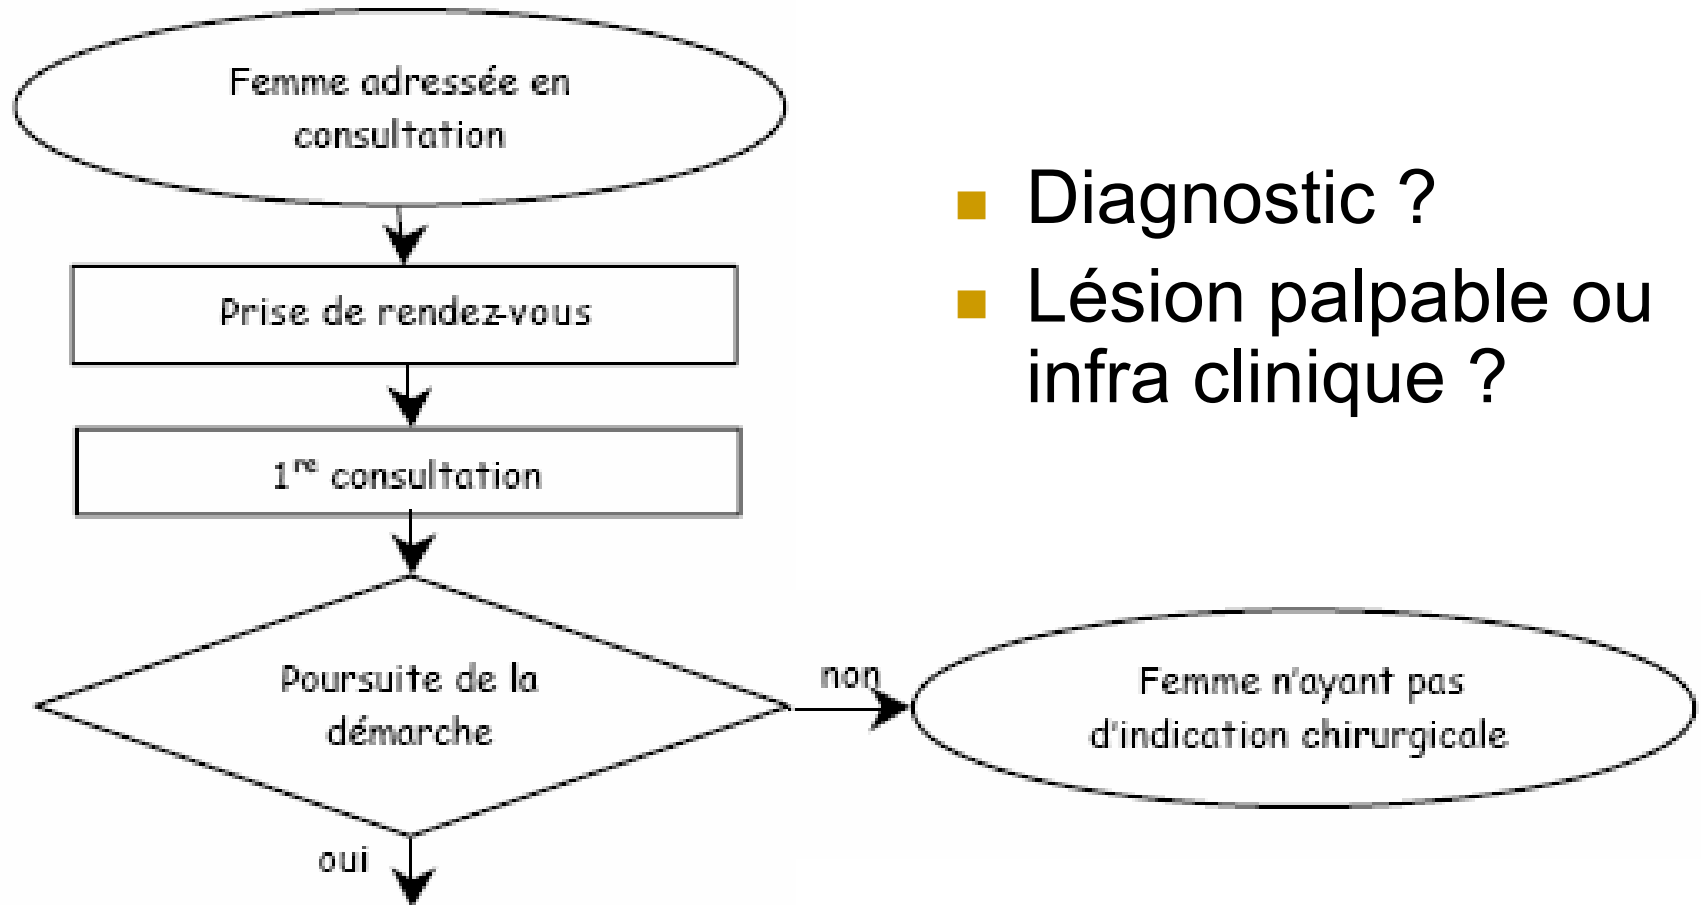 Femme adressée en
consultation
Prise de rendez-vous
1re consultation
Poursuite de la
démarche
non
Femme n'ayant pas
d'indication chirurgicale
oui
Diagnostic ?
Lésion palpable ou
infra clinique ?